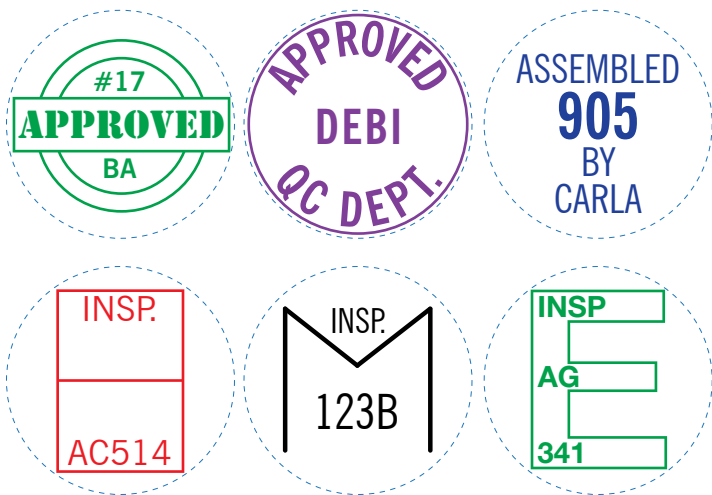 #17
APPROVED
BA
APPROVED
DEBI
QC DEPT.
ASSEMBLED
905
BY
CARLA
INSP.
AC514
INSP.
123B
INSP
AG
341